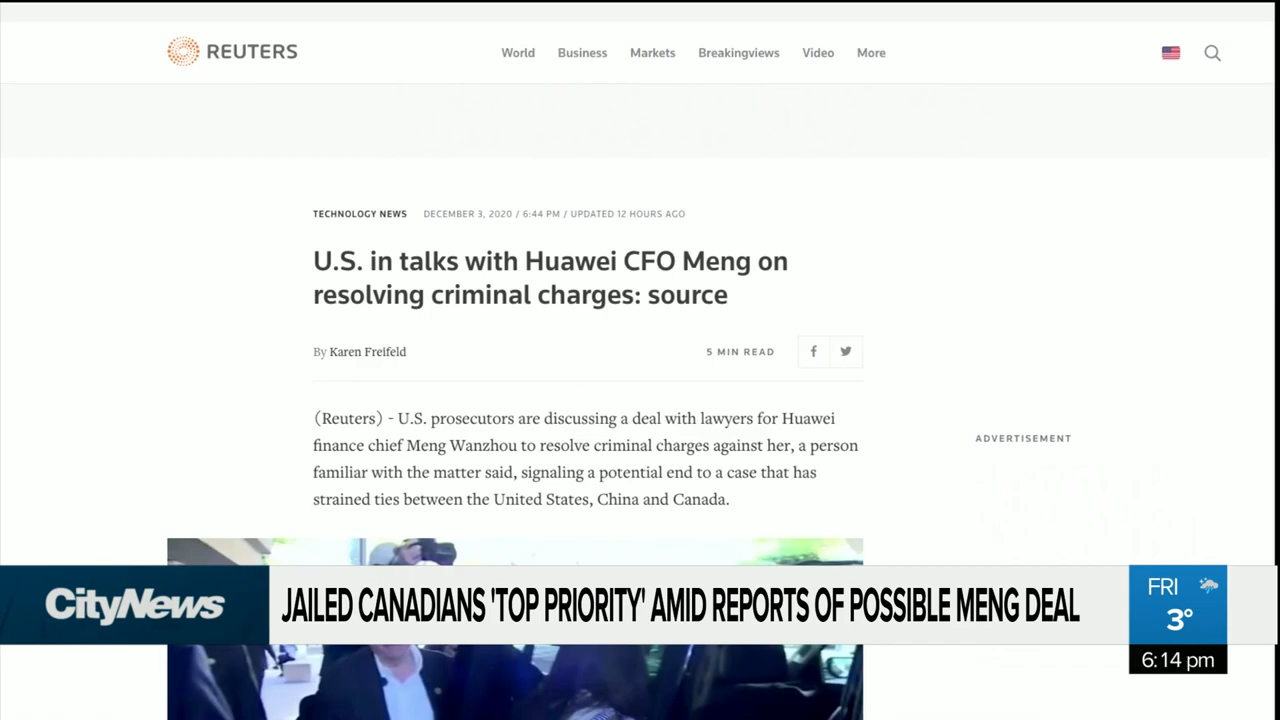 REUTERS
World Business Markets Breakingviews Video More
TECHNOLOGY NEWS DECEMBER 3, 2020 / 6:44 PM / UPDATED 12 HOURS AGO
U.S. in talks with Huawei CFO Meng on
resolving criminal charges: source
By Karen Freifeld
5 MIN READ
(Reuters) - U.S. prosecutors are discussing a deal with lawyers for Huawei
finance chief Meng Wanzhou to resolve criminal charges against her, a person
familiar with the matter said, signaling a potential end to a case that has
strained ties between the United States, China and Canada.
ADVERTISEMENT
CityNews
JAILED CANADIANS 'TOP PRIORITY' AMID REPORTS OF POSSIBLE MENG DEAL
FRI
3°
6:14 pm